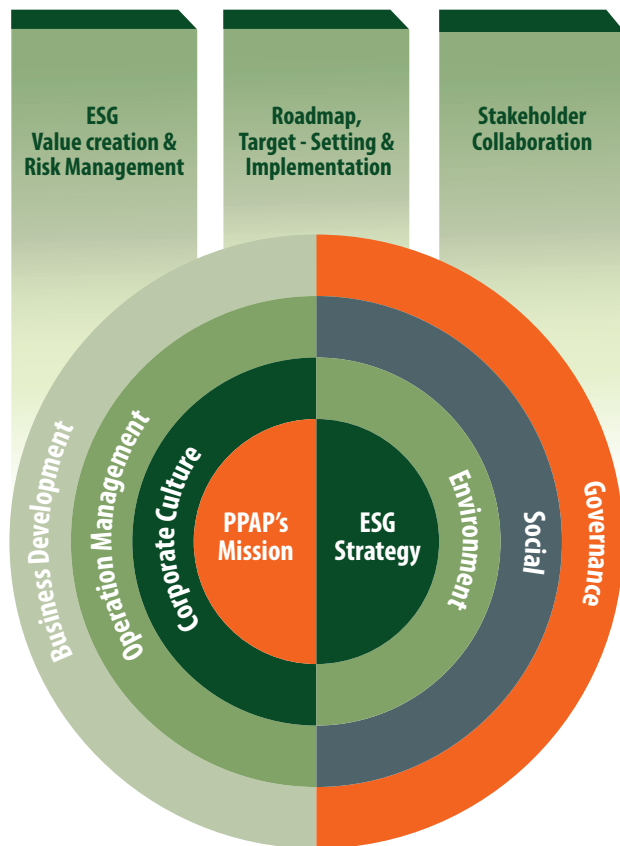 ESG
Value creation &
Risk Management
Roadmap,
Target - Setting &
Implementation
Stakeholder
Collaboration
Business Development
Operation Management
Corporate Culture
PPAP's
Mission
ESG
Strategy
Environment
Social
Governance